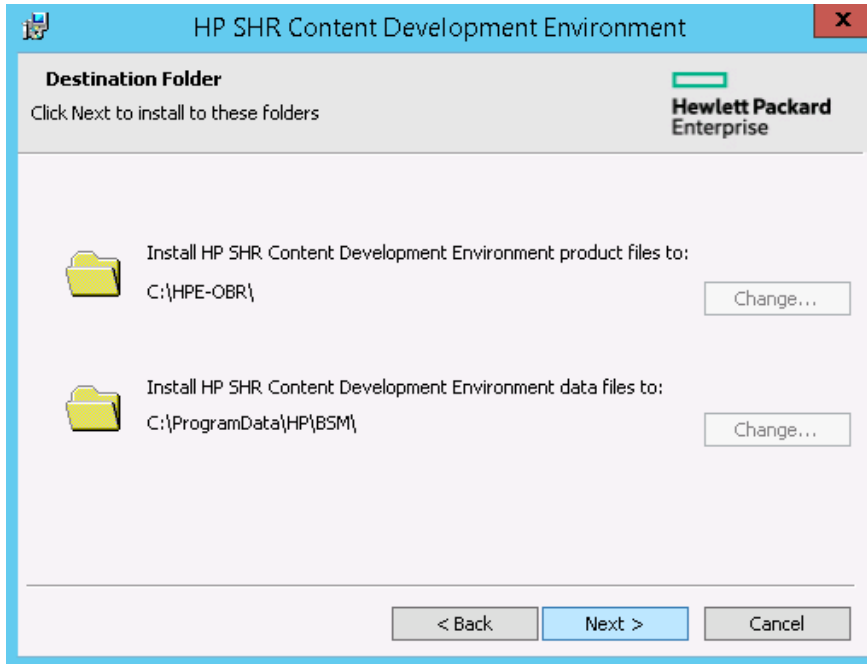 HP SHR Content Development Environment
x
Destination Folder
Click Next to install to these folders
Hewlett Packard
Enterprise
Install HP SHR Content Development Environment product files to:
C:\HPE-OBR\
Change...
Install HP SHR Content Development Environment data files to:
C:\ProgramData\HP\BSM\
Change...
< Back
Next >
Cancel